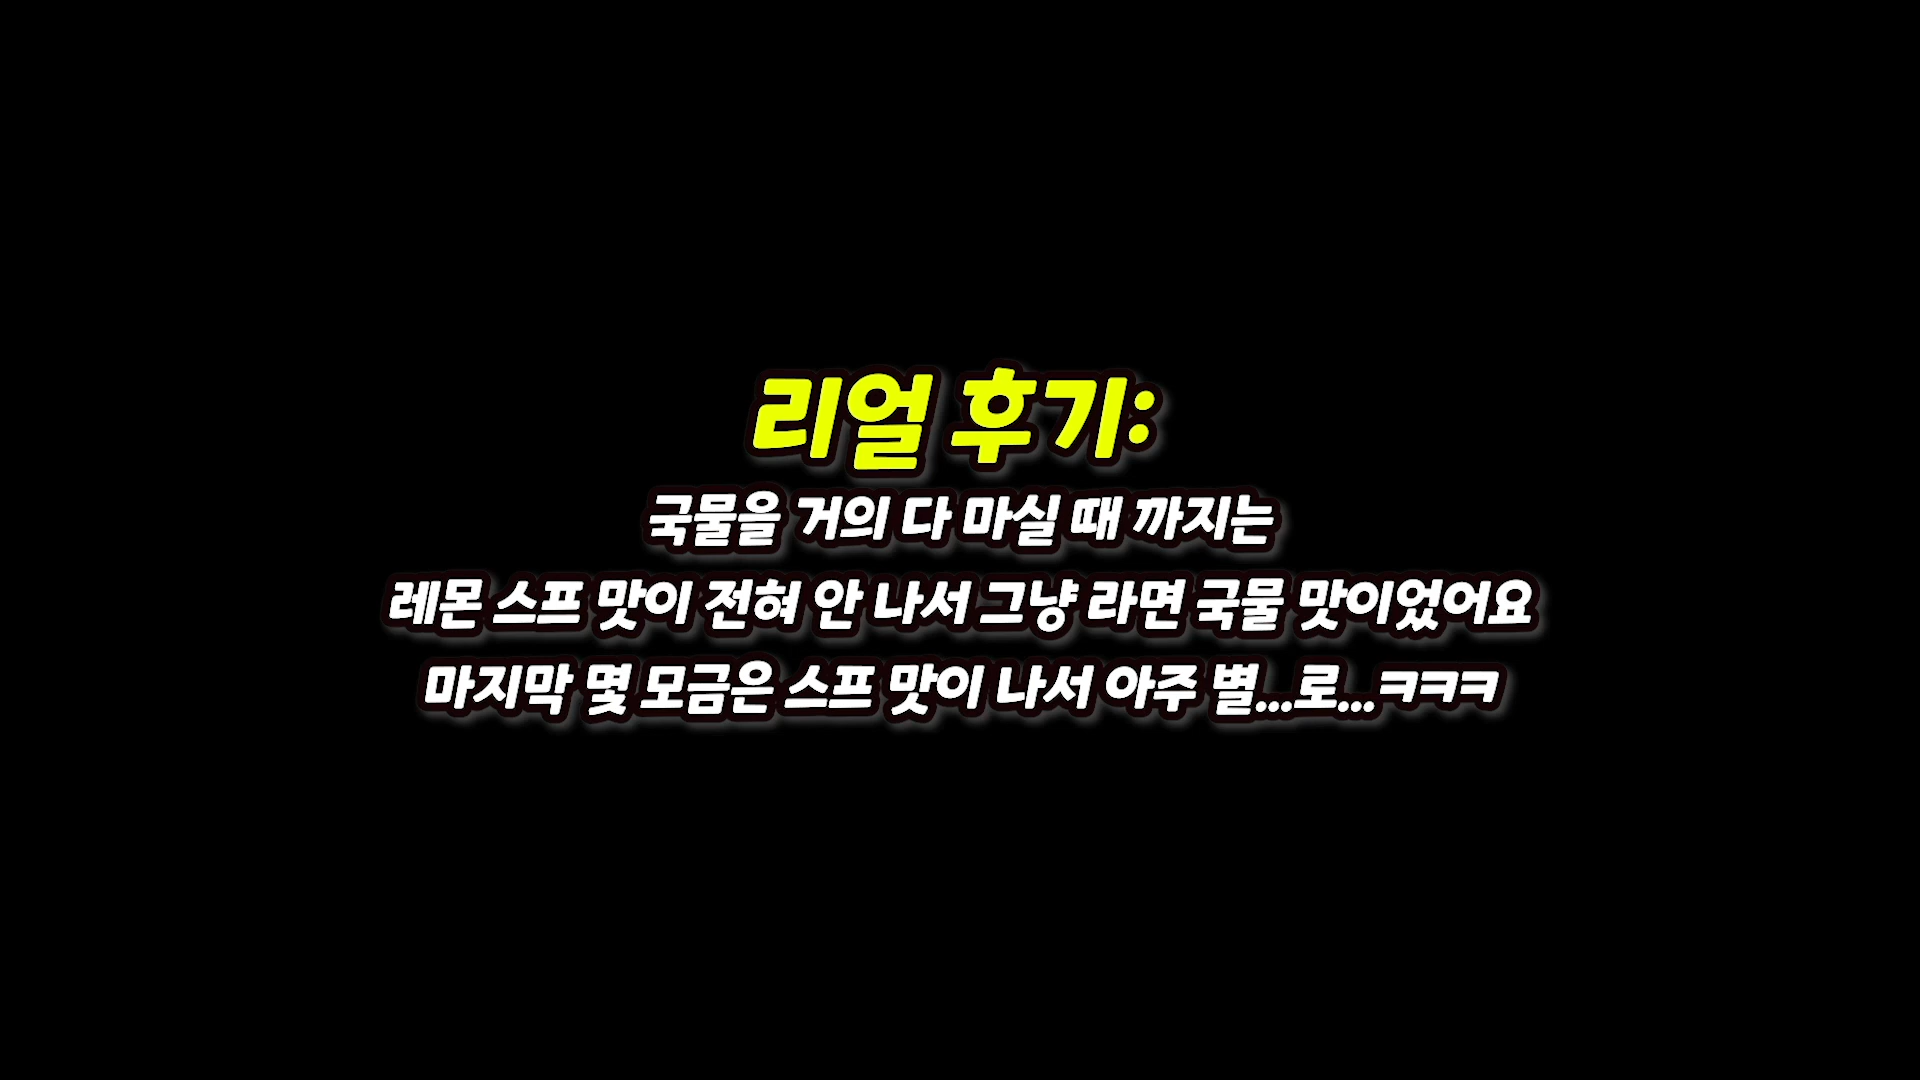 리얼 후기:
국물을 거의 다 마실 때 까지는
레몬 스프 맛이 전혀 안 나서 그냥 라면 국물 맛이었어요
마지막 몇 모금은 스프 맛이 나서 아주 별...로...ㅋㅋㅋ